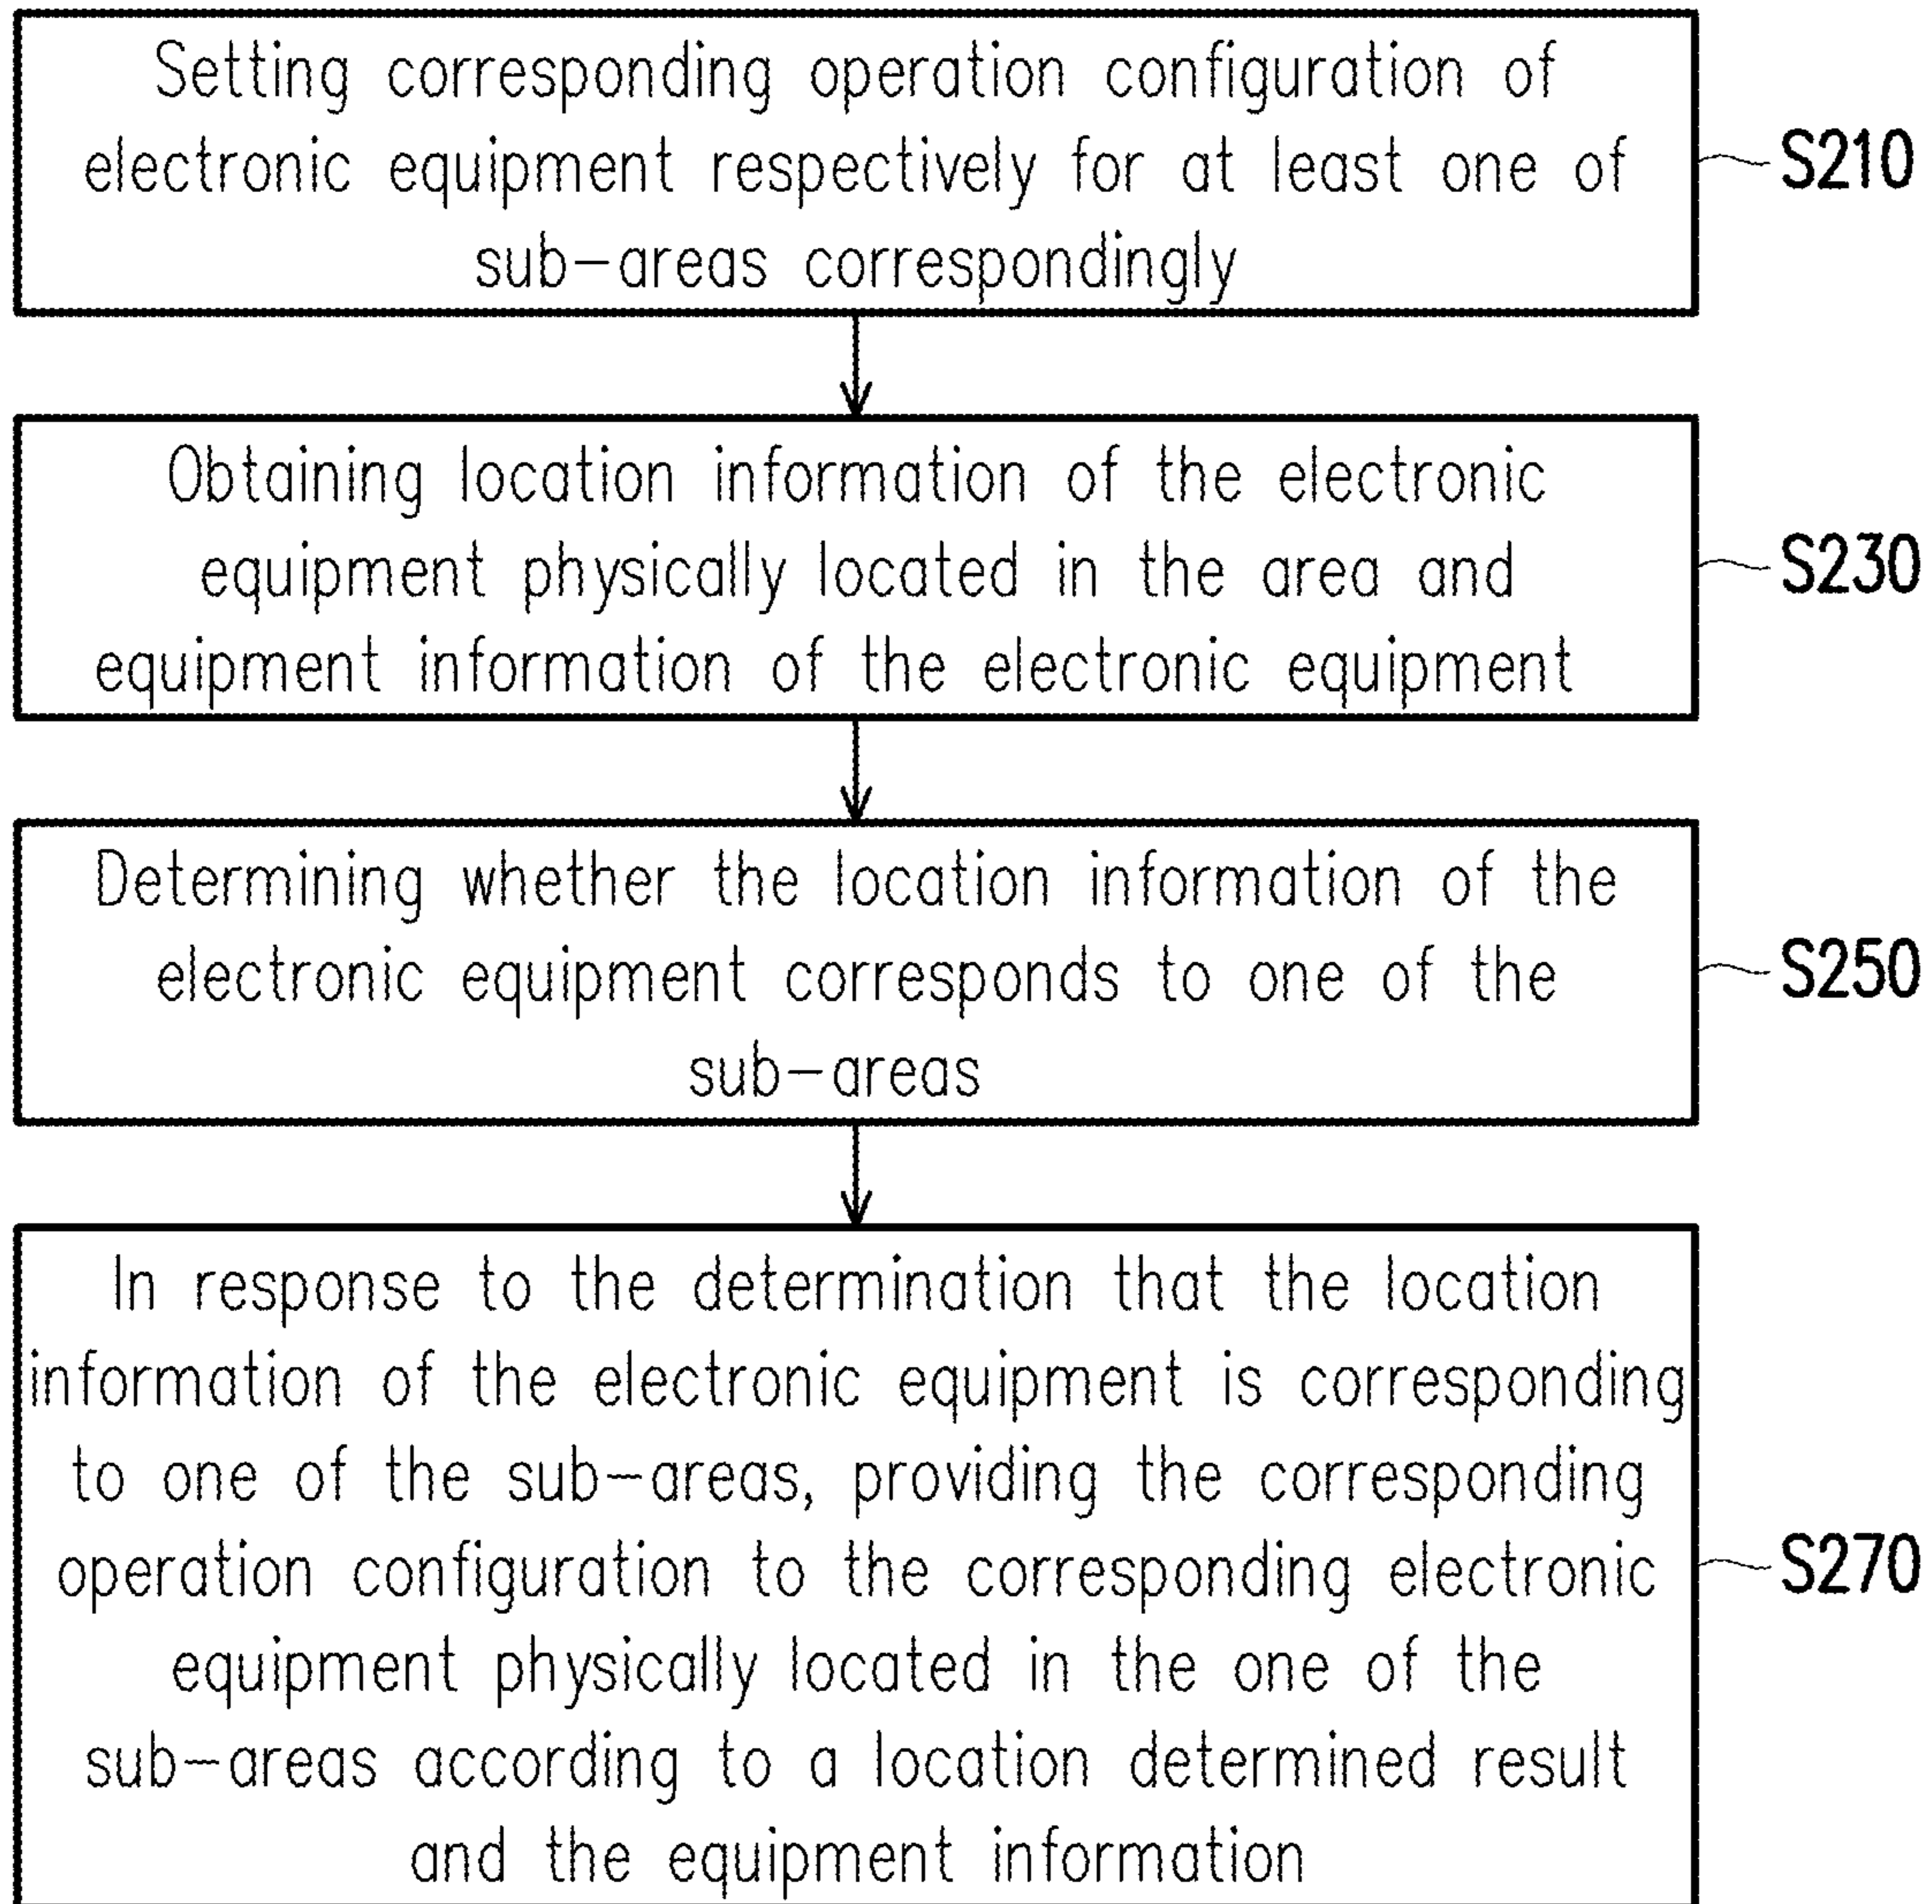 Setting corresponding operation configuration of
electronic equipment respectively for at least one of
sub-areas correspondingly
S210
Obtaining location information of the electronic
equipment physically located in the area and
equipment information of the electronic equipment
S230
Determining whether the location information of the
electronic equipment corresponds to one of the
sub-areas
S250
In response to the determination that the location
information of the electronic equipment is corresponding
to one of the sub-areas, providing the corresponding
operation configuration to the corresponding electronic
equipment physically located in the one of the
sub-areas according to a location determined result
and the equipment information
S270